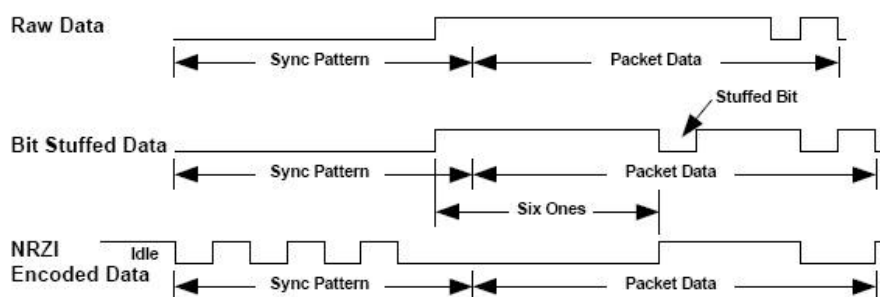 Raw Data
Sync Pattern Packet Data
Stuffed Bit
Bit Stuffed Data
Sync Pattern Packet Data
Six Ones
NRZI Idle
Encoded Data
Sync Pattern Packet Data